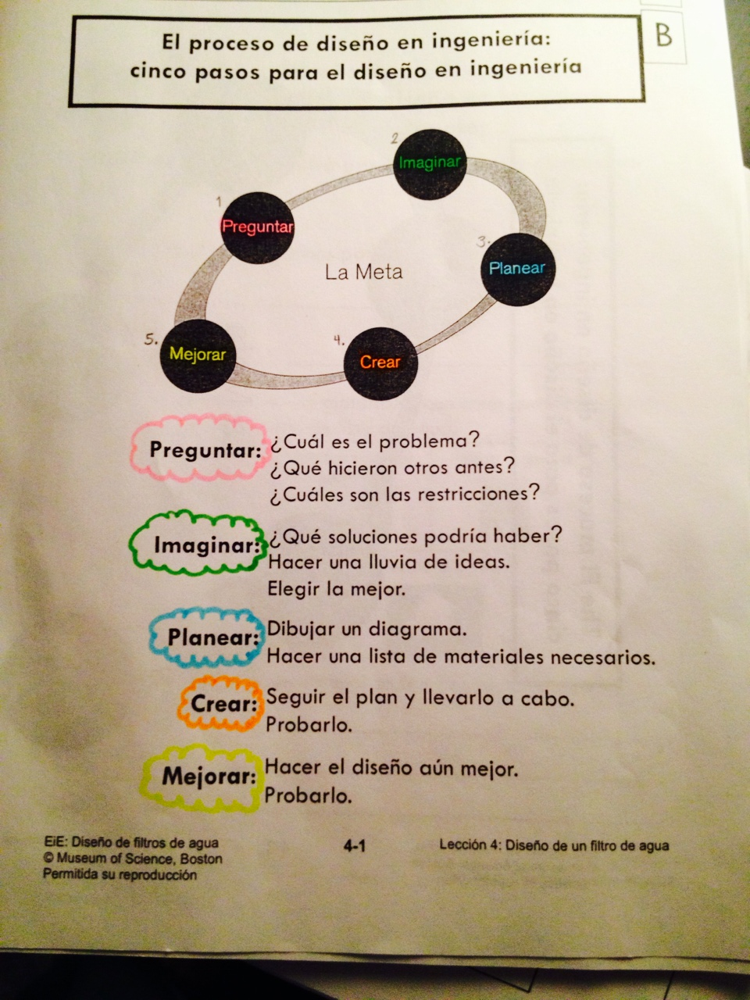 El proceso de diseño en ingeniería:
cinco pasos para el diseño en ingeniería
B
2
Imaginar
1
Preguntar
3.
Planear
La Meta
5.
Mejorar
4.
Crear
Preguntar: ¿Cuál es el problema?
¿Qué hicieron otros antes?
¿Cuáles son las restricciones?
Imaginar: ¿Qué soluciones podría haber?
Hacer una lluvia de ideas.
Elegir la mejor.
Planear: Dibujar un diagrama.
Hacer una lista de materiales necesarios.
Crear: Seguir el plan y llevarlo a cabo.
Probarlo.
Mejorar: Hacer el diseño aún mejor.
Probarlo.
EiE: Diseño de filtros de agua
© Museum of Science, Boston
Permitida su reproducción
4-1
Lección 4: Diseño de un filtro de agua